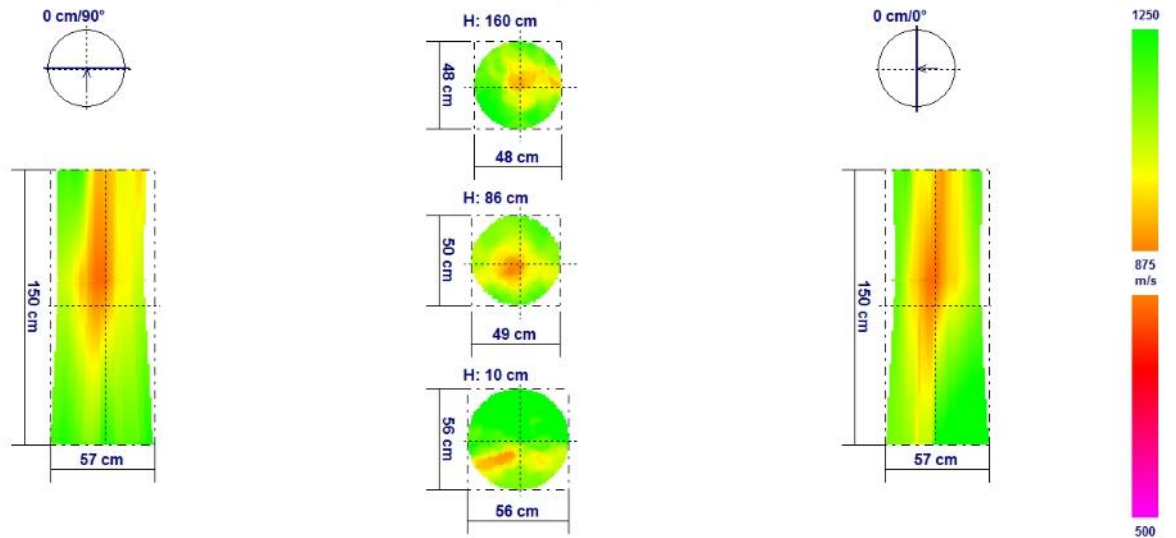 0 cm/90°
H: 160 cm
0 cm/0°
1250
48 cm
48 cm
H: 86 cm
50 cm
49 cm
875
m/s
150 cm
150 cm
H: 10 cm
56 cm
57 cm
57 cm
56 cm
500